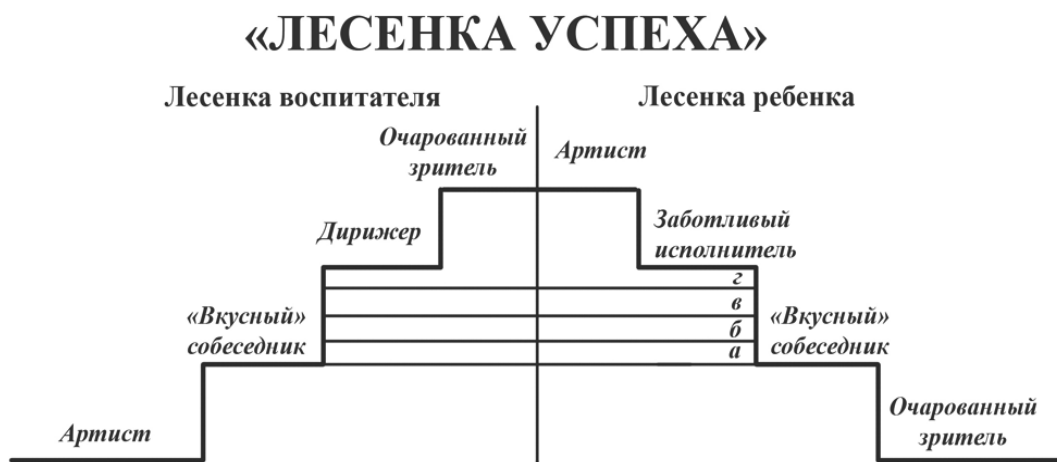 «ЛЕСЕНКА УСПЕХА»
Лесенка воспитателя
Лесенка ребенка
Очарованный
зритель
Артист
Дирижер
Заботливый
исполнитель
г
в
б
а
«Вкусный»
собеседник
«Вкусный»
собеседник
Артист
Очарованный
зритель